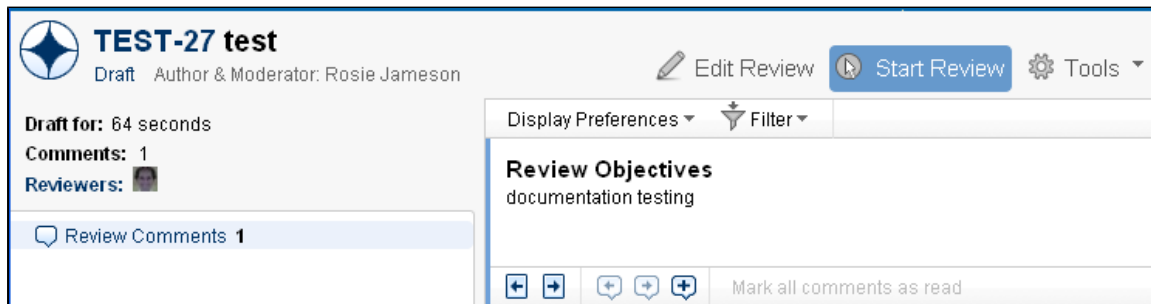 TEST-27 test
Draft Author & Moderator: Rosie Jameson
Edit Review Start Review Tools
Draft for: 64 seconds
Comments: 1
Reviewers:
Review Comments 1
Display Preferences Filter
Review Objectives
documentation testing
Mark all comments as read